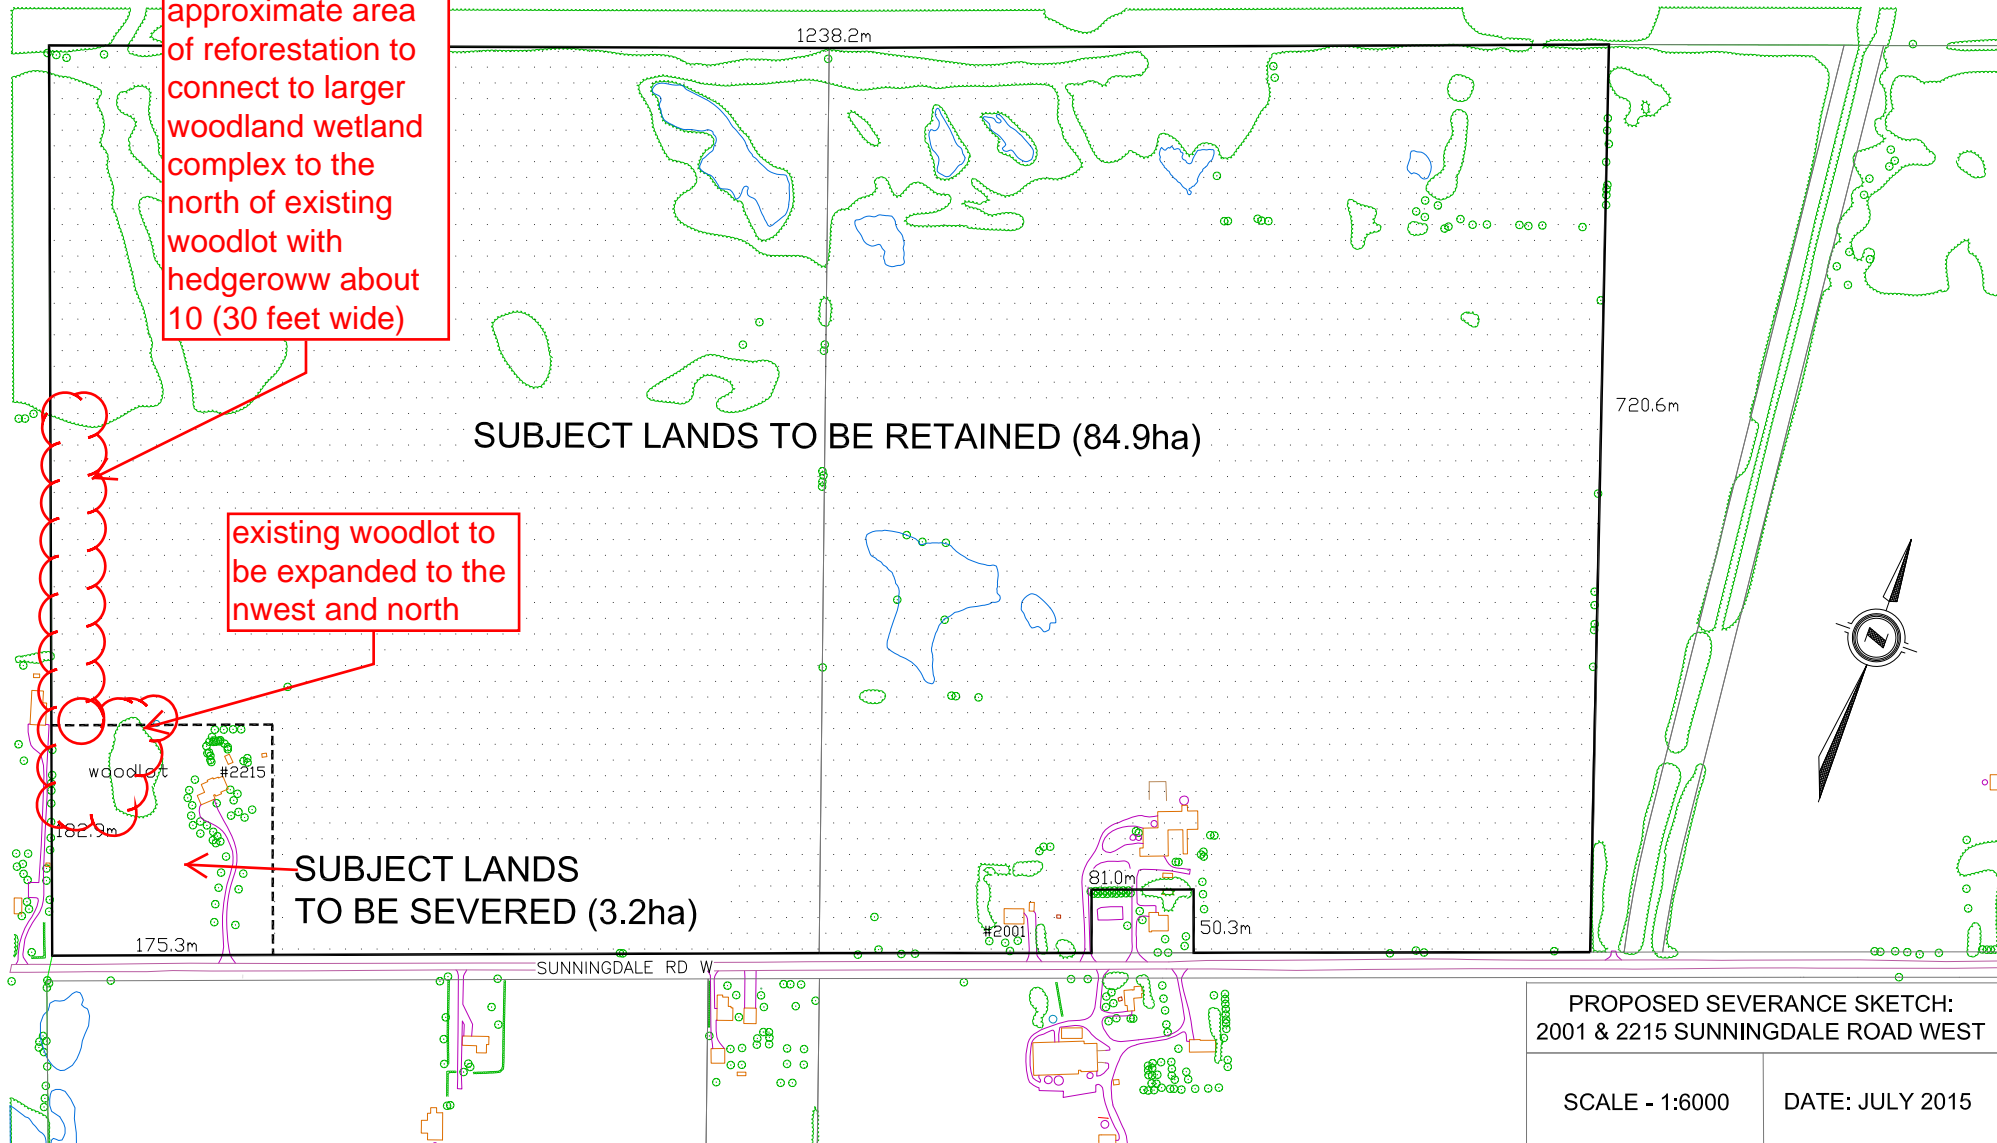 approximate area
of reforestation to
connect to larger
woodland wetland
complex to the
north of existing
woodlot with
hedgeroww about
10 (30 feet wide)
1238.2m
720.6m
SUBJECT LANDS TO BE RETAINED (84.9ha)
existing woodlot to
be expanded to the
nwest and north
woodlot
#2215
182.9m
SUBJECT LANDS
TO BE SEVERED (3.2ha)
175.3m
81.0m
50.3m
#2001
SUNNINGDALE RD W
N
PROPOSED SEVERANCE SKETCH:
2001 & 2215 SUNNINGDALE ROAD WEST
SCALE - 1:6000
DATE: JULY 2015